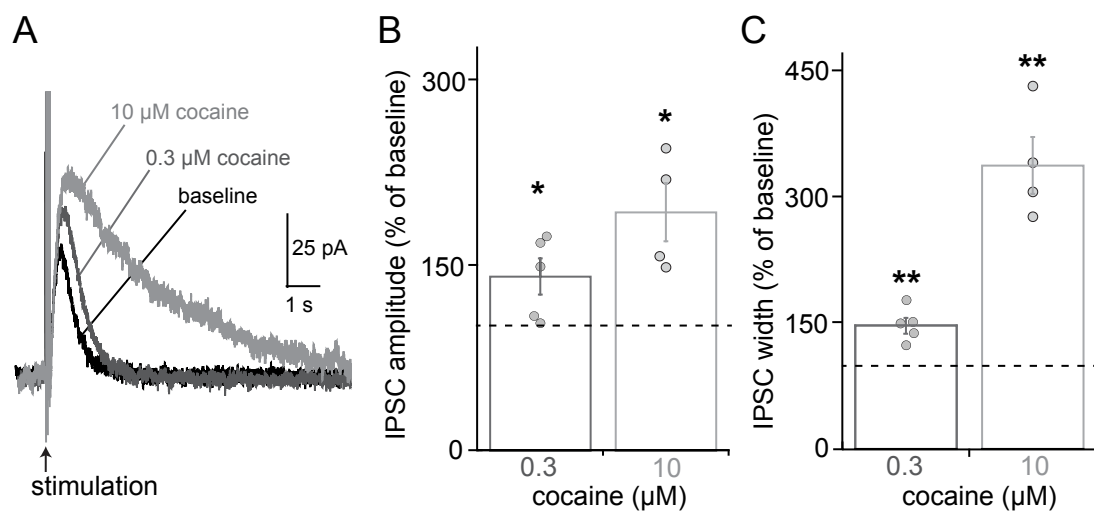 A
10 µM cocaine
0.3 µM cocaine
baseline
25 pA
1 s
stimulation
B
IPSC amplitude (% of baseline)
300
150
0
*
*
0.3
10
cocaine (µM)
C
IPSC width (% of baseline)
450
300
150
0
**
**
0.3
10
cocaine (µM)